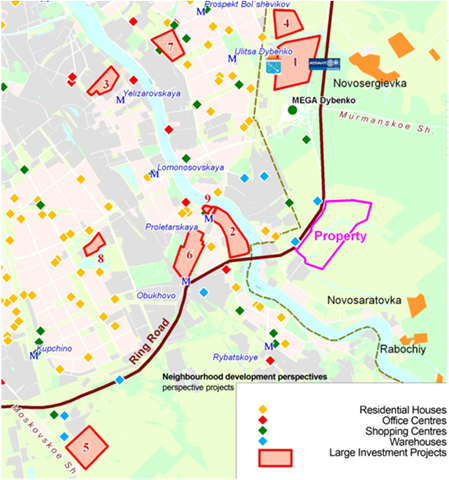 Prospekt Bol'shevikov
M
4
7
Ulitsa Dybenko
M
1
Novosergievka
3
Yelizarovskaya
M
MEGA Dybenko
Murmanskoe Sh
Lomonosovskaya
M
9
M
Proletarskaya
2
Property
6
8
M
Obukhovo
Novosaratovka
Ring Road
Rabochiy
Kupchino
M
M
Rybatskoye
Neighbourhood development perspectives
perspective projects
Moskovskoe Sh
5
Residential Houses
Office Centres
Shopping Centres
Warehouses
Large Investment Projects